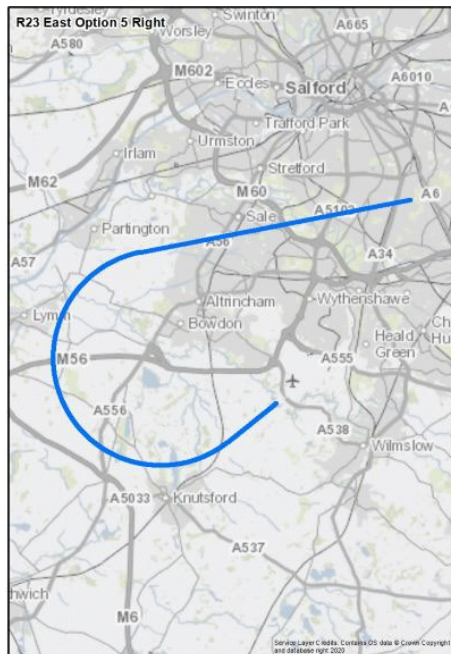 R23 East Option 5 Right
Swinton
A665
A580
Worsley
M602
Eccles
Salford
A6010
Trafford Park
Urmston
Irlam
Stretford
M62
M60
A6
Sale
A5103
Partington
A56
A57
A34
Altrincham
Wythenshawe
Lymm
Bowdon
Heald
Green
M56
A555
A556
A538
Wilmslow
A5033
Knutsford
A537
M6
Service Layer Credits: Contains OS data © Crown Copyright
and database right 2020